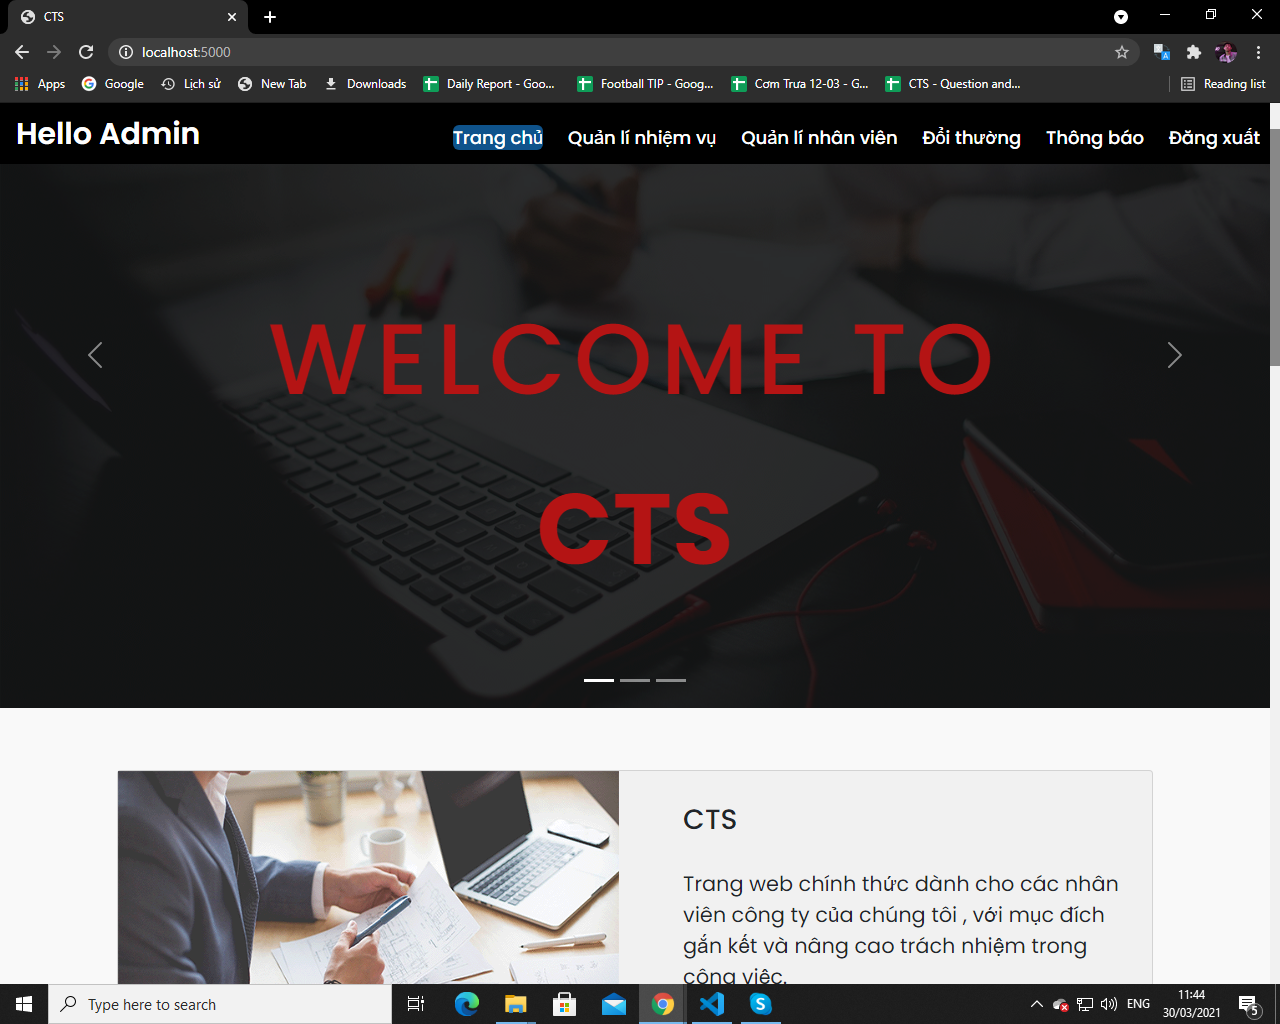 CTS
localhost:5000
Apps
Google
Lịch sử
New Tab
Downloads
Daily Report - Goo...
Football TIP - Goog...
Cơm Trưa 12-03 - G...
CTS - Question and...
Reading list
Hello Admin
Trang chủ
Quản lí nhiệm vụ
Quản lí nhân viên
Đổi thưởng
Thông báo
Đăng xuất
WELCOME TO
CTS
CTS
Trang web chính thức dành cho các nhân
viên công ty của chúng tôi , với mục đích
gắn kết và nâng cao trách nhiệm trong
công việc.
Type here to search
ENG
11:44
30/03/2021
5